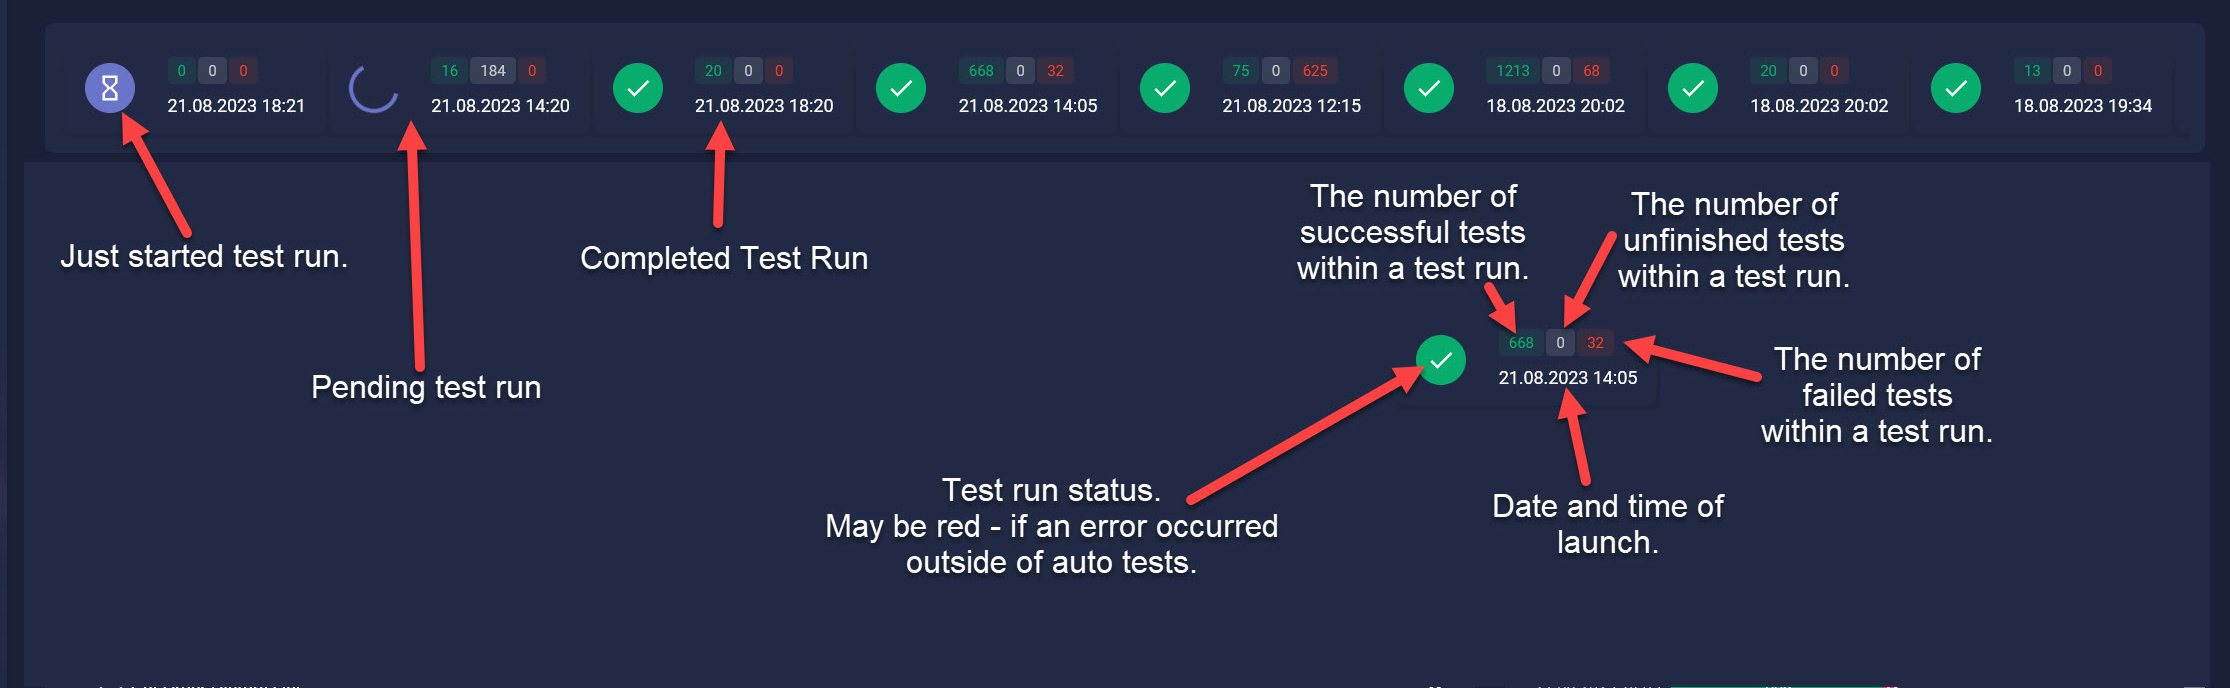 0 0 0
21.08.2023 18:21
16 184 0
21.08.2023 14:20
20 0 0
21.08.2023 18:20
668 0 32
21.08.2023 14:05
75 0 625
21.08.2023 12:15
1213 0 68
18.08.2023 20:02
20 0 0
18.08.2023 20:02
13 0 0
18.08.2023 19:34
Just started test run.
Pending test run
Completed Test Run
The number of
successful tests
within a test run.
The number of
unfinished tests
within a test run.
668 0 32
21.08.2023 14:05
The number of
failed tests
within a test run.
Test run status.
May be red - if an error occurred
outside of auto tests.
Date and time of
launch.